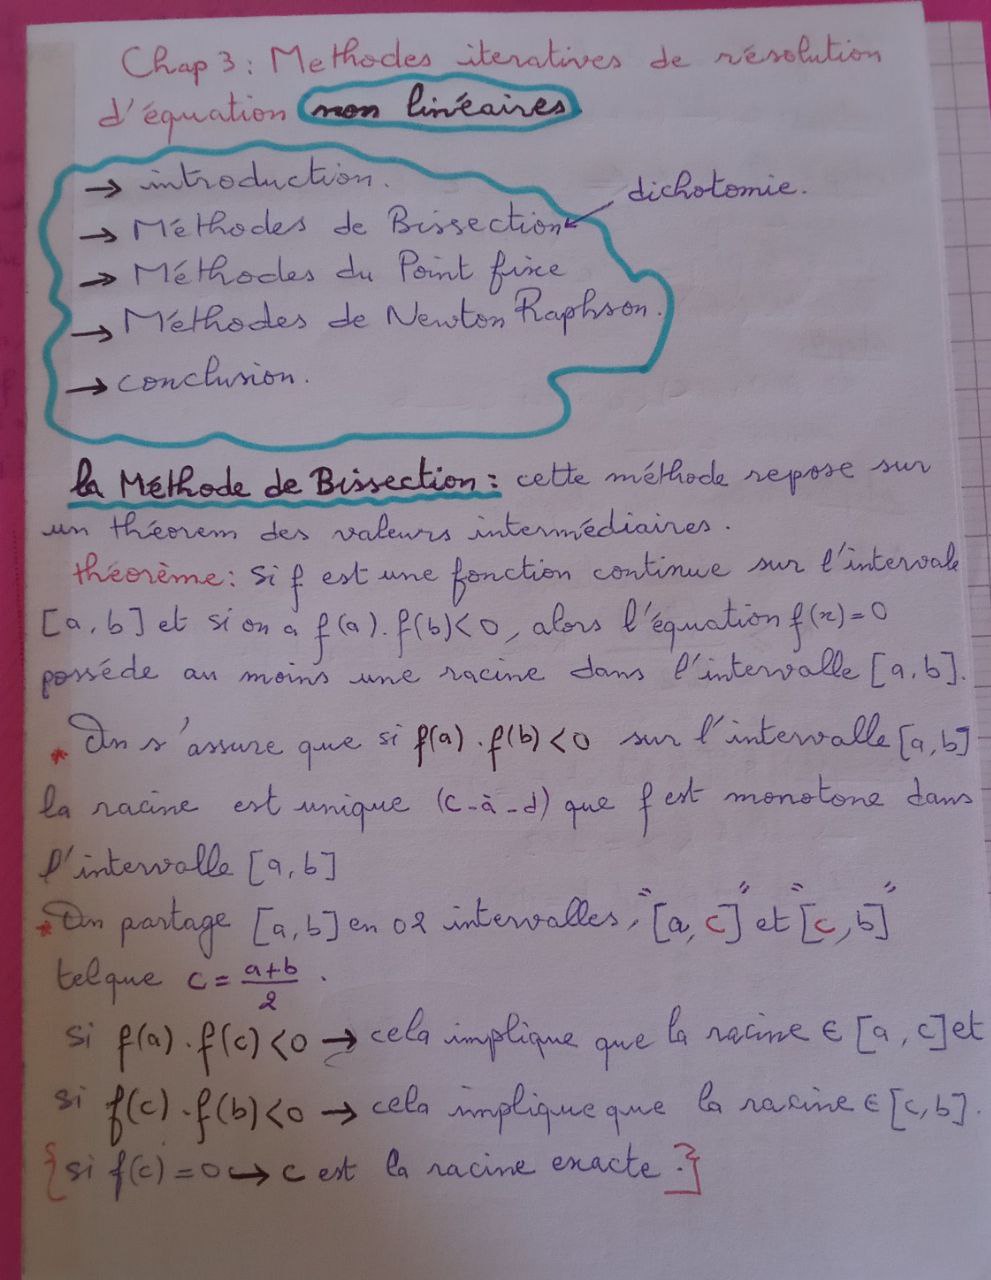 Chap 3 : Methodes iteratives de résolution
d'équation non linéaires
→ introduction.
dichotomie.
→ Méthodes de Bissection
→ Méthodes du Point fixe
→ Méthodes de Newton Raphson.
→ conclusion.
la Méthode de Bissection : cette méthode repose sur
un théorem des valeurs intermédiaires.
théorème : Si f est une fonction continue sur l'intervale
[a, b] et si on a f(a). f(b)<0, alors l'équation f(x)=0
posséde au moins une racine dans l'intervalle [a, b].
* On s'assure que si f(a) . f(b) <0 sur l'intervalle [a, b]
la racine est unique (c-à-d) que f est monotone dans
l'intervalle [a, b]
* On partage [a, b] en 02 intervalles, "[a, c]" et "[c, b]"
telque c = a+b/2 .
si f(a) . f(c) <0 → cela implique que la racine ∈ [a, c] et
si f(c) . f(b) <0 → cela implique que la racine ∈ [c, b].
{si f(c) = 0 → c est la racine exacte .}